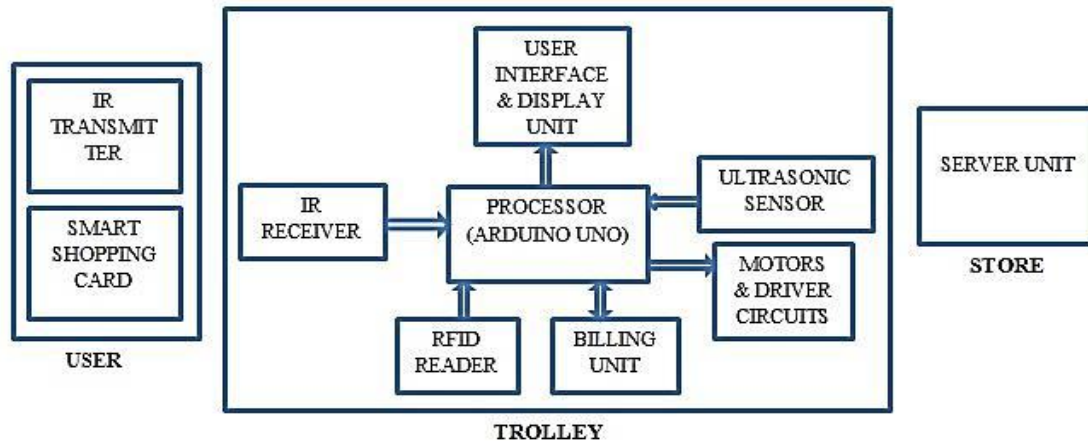 IR
TRANSMIT
TER
SMART
SHOPPING
CARD
USER
USER
INTERFACE
& DISPLAY
UNIT
IR
RECEIVER
PROCESSOR
(ARDUINO UNO)
ULTRASONIC
SENSOR
MOTORS
& DRIVER
CIRCUITS
RFID
READER
BILLING
UNIT
TROLLEY
SERVER UNIT
STORE